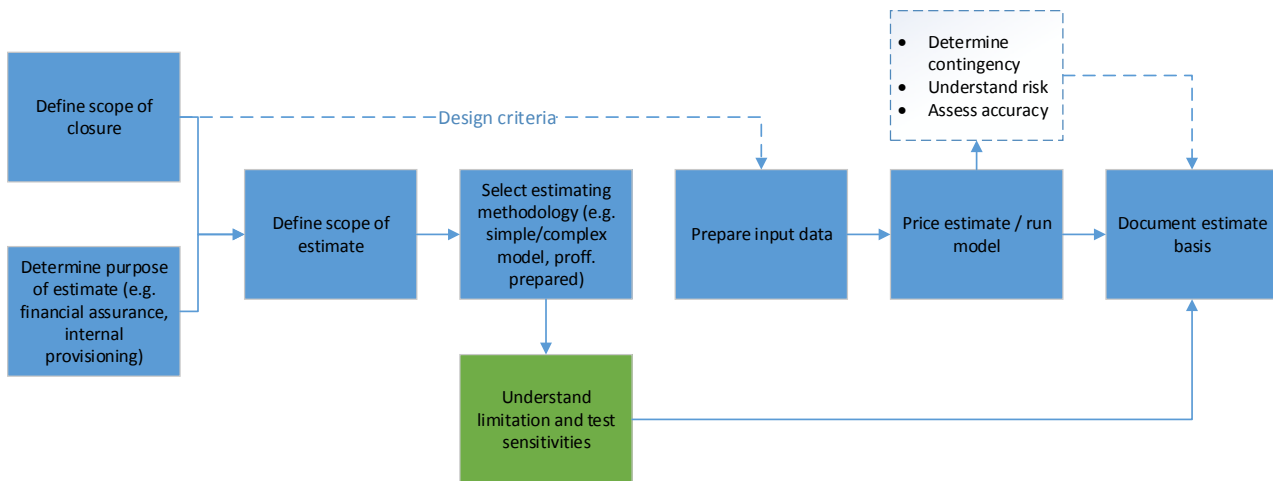 Define scope of
closure
Determine purpose
of estimate (e.g.
financial assurance,
internal
provisioning)
Design criteria
Define scope of
estimate
Select estimating
methodology (e.g.
simple/complex
model, proff.
prepared)
Understand
limitation and test
sensitivities
Prepare input data
• Determine
contingency
• Understand risk
• Assess accuracy
Price estimate / run
model
Document estimate
basis